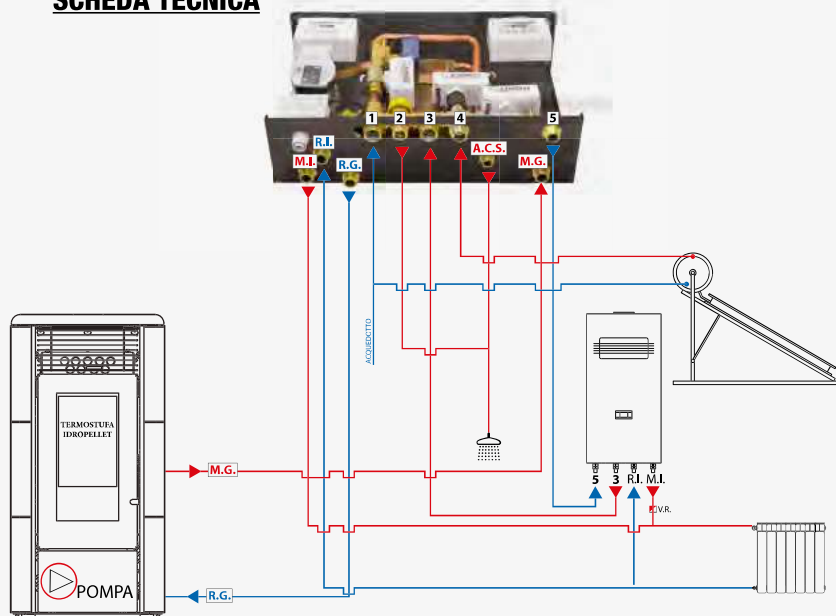 SCHEDA TECNICA
1 2 3 4 5
R.I. A.C.S.
M.I. R.G. M.G.
ACQUEDOTTO
TERMOSTUFA
IDROPELLET
M.G.
5 3 R.I. M.I.
V.R.
POMPA
R.G.